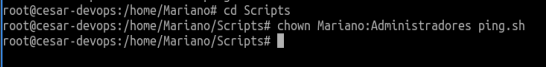 root@cesar-devops:/home/Mariano# cd Scripts
root@cesar-devops:/home/Mariano/Scripts# chown Mariano:Administradores ping.sh
root@cesar-devops:/home/Mariano/Scripts#